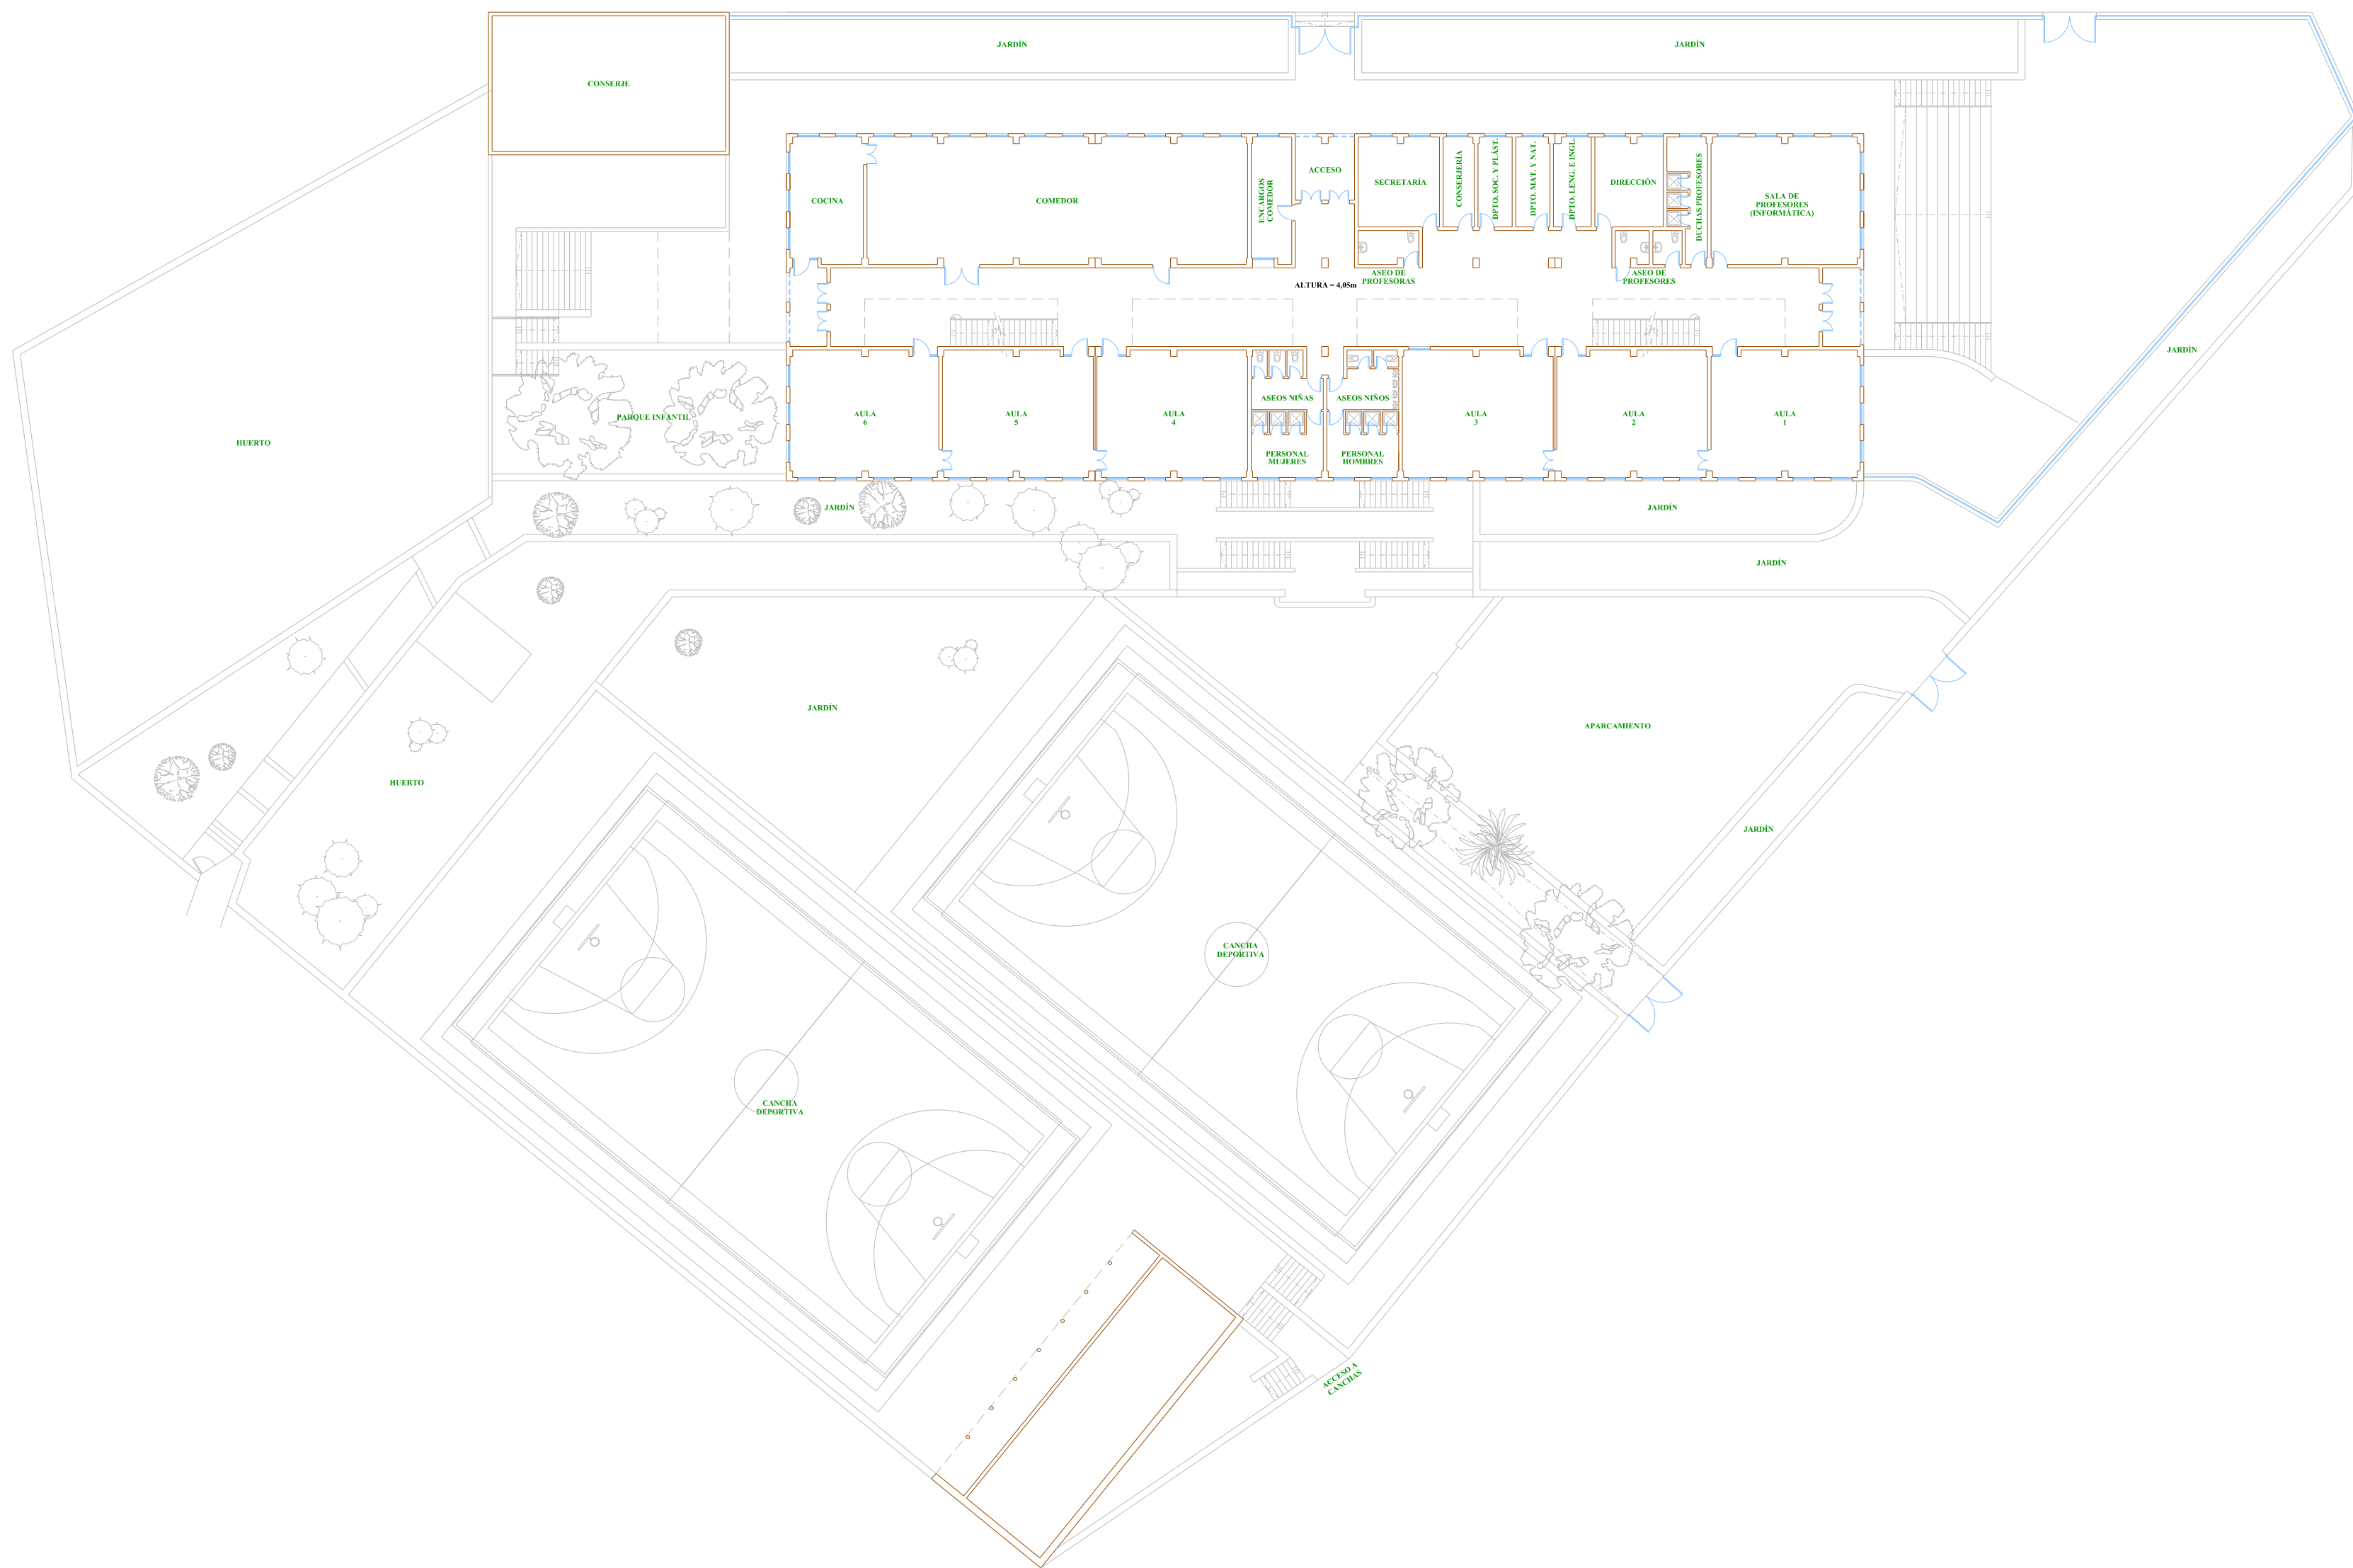 JARDÍN
JARDÍN
CONSERJE
COCINA
COMEDOR
ENCARGOS
COMEDOR
ACCESO
SECRETARÍA
CONSERJERÍA
DPTO. SOC. Y PLÁST.
DPTO. MAT. Y NAT.
DPTO. LENG. E INGL.
DIRECCIÓN
DUCHAS PROFESORES
SALA DE
PROFESORES
(INFORMÁTICA)
ASEO DE
PROFESORAS
ASEO DE
PROFESORES
ALTURA = 4,05m
JARDÍN
HUERTO
PARQUE INFANTIL
AULA
6
AULA
5
AULA
4
ASEOS NIÑAS
ASEOS NIÑOS
AULA
3
AULA
2
AULA
1
PERSONAL
MUJERES
PERSONAL
HOMBRES
JARDÍN
JARDÍN
JARDÍN
JARDÍN
APARCAMIENTO
HUERTO
JARDÍN
CANCHA
DEPORTIVA
CANCHA
DEPORTIVA
ACCESO A
CANCHAS